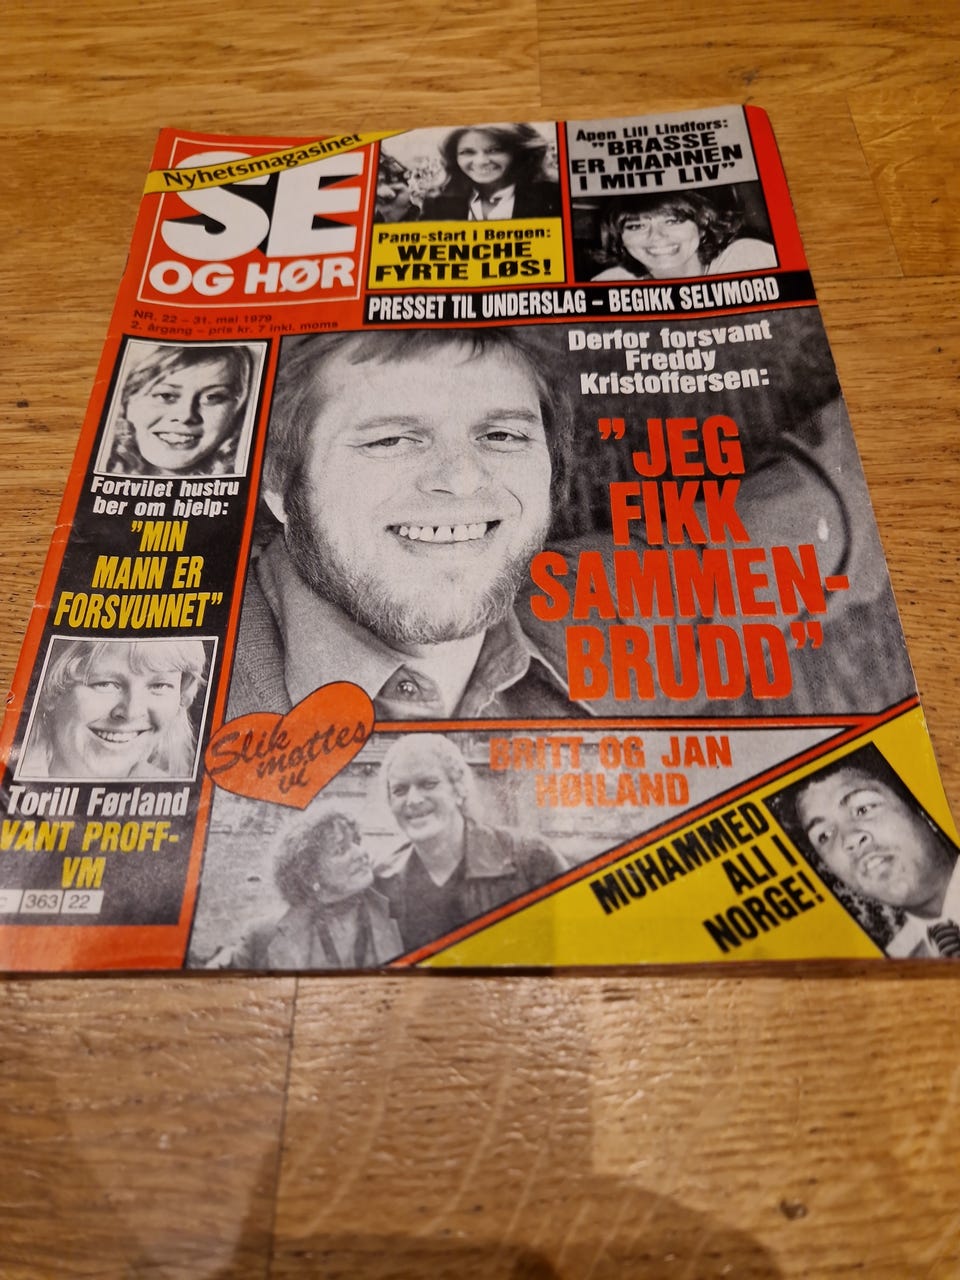 Nyhetsmagasinet
SE
OG HØR
NR. 22 – 31. mai 1979
2. årgang – pris kr. 7 inkl. moms
Pang-start i Bergen:
WENCHE
FYRTE LØS!
Åpen Lill Lindfors:
"BRASSE
ER MANNEN
I MITT LIV"
PRESSET TIL UNDERSLAG – BEGIKK SELVMORD
Fortvilet hustru
ber om hjelp:
"MIN
MANN ER
FORSVUNNET"
Derfor forsvant
Freddy
Kristoffersen:
"JEG
FIKK
SAMMEN-
BRUDD"
Torill Førland
VANT PROFF-
VM
363 22
Slik
møttes
vi
BRITT OG JAN
HØILAND
MUHAMMED
ALI I
NORGE!